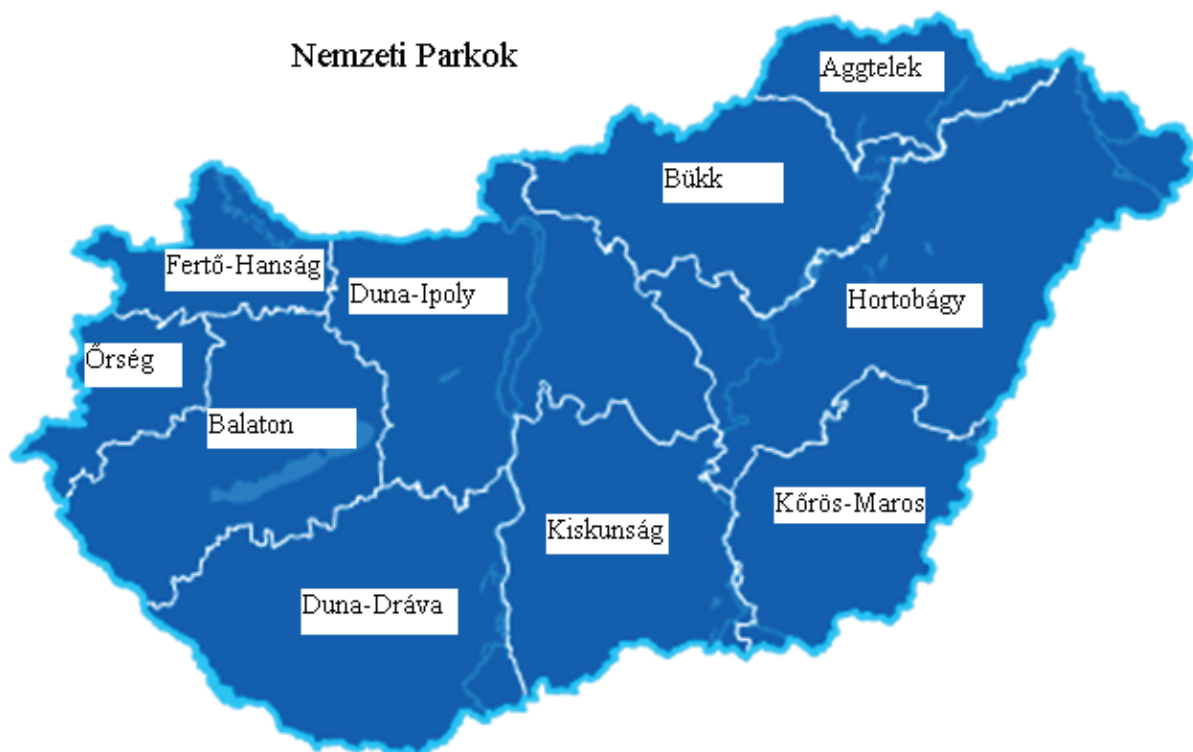 Nemzeti Parkok
Aggtelek
Bükk
Fertő-Hanság
Duna-Ipoly
Hortobágy
Őrség
Balaton
Kőrös-Maros
Kiskunság
Duna-Dráva